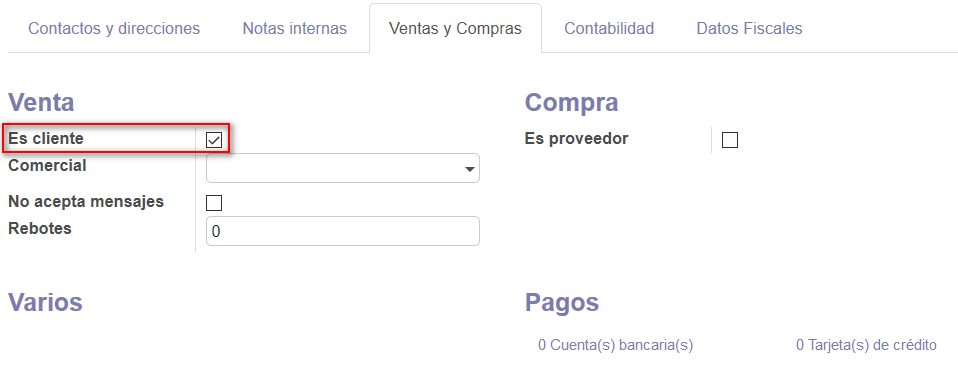 Contactos y direcciones Notas internas Ventas y Compras Contabilidad Datos Fiscales
Venta Compra
Es cliente Es proveedor
Comercial
No acepta mensajes
Rebotes 0
Varios Pagos
0 Cuenta(s) bancaria(s) 0 Tarjeta(s) de crédito